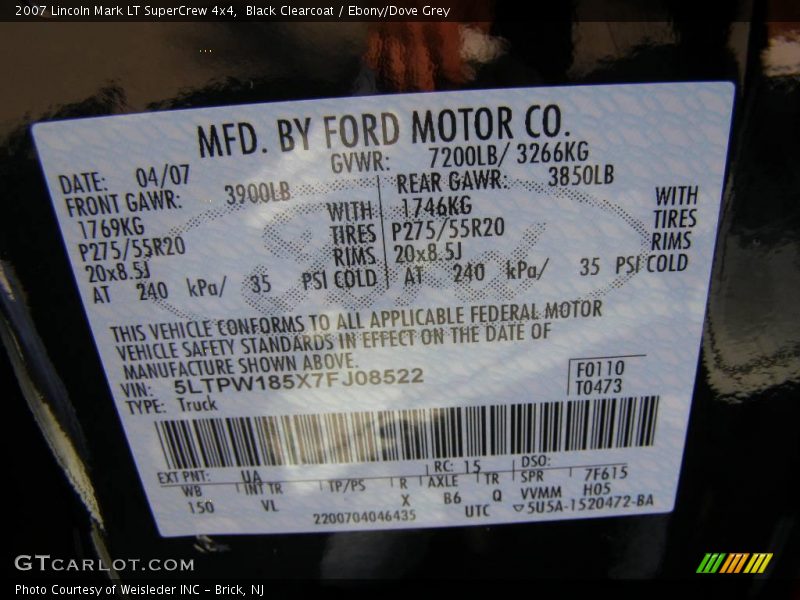 2007 Lincoln Mark LT SuperCrew 4x4, Black Clearcoat / Ebony/Dove Grey
MFD. BY FORD MOTOR CO.
DATE: 04/07 GVWR: 7200LB/ 3266KG
FRONT GAWR: 3900LB REAR GAWR: 3850LB
1769KG WITH 1746KG WITH
P275/55R20 TIRES P275/55R20 TIRES
20x8.5J RIMS 20x8.5J RIMS
AT 240 kPa/ 35 PSI COLD AT 240 kPa/ 35 PSI COLD
THIS VEHICLE CONFORMS TO ALL APPLICABLE FEDERAL MOTOR
VEHICLE SAFETY STANDARDS IN EFFECT ON THE DATE OF
MANUFACTURE SHOWN ABOVE.
VIN: 5LTPW185X7FJ08522 F0110
TYPE: Truck T0473
EXT PNT: UA RC: 15 DSO:
WB INT TR TP/PS R AXLE TR SPR 7F615
150 VL X B6 Q VVMM H05
2200704046435 UTC ▽5U5A-1520472-BA
GTCARLOT.COM
Photo Courtesy of Weisleder INC – Brick, NJ